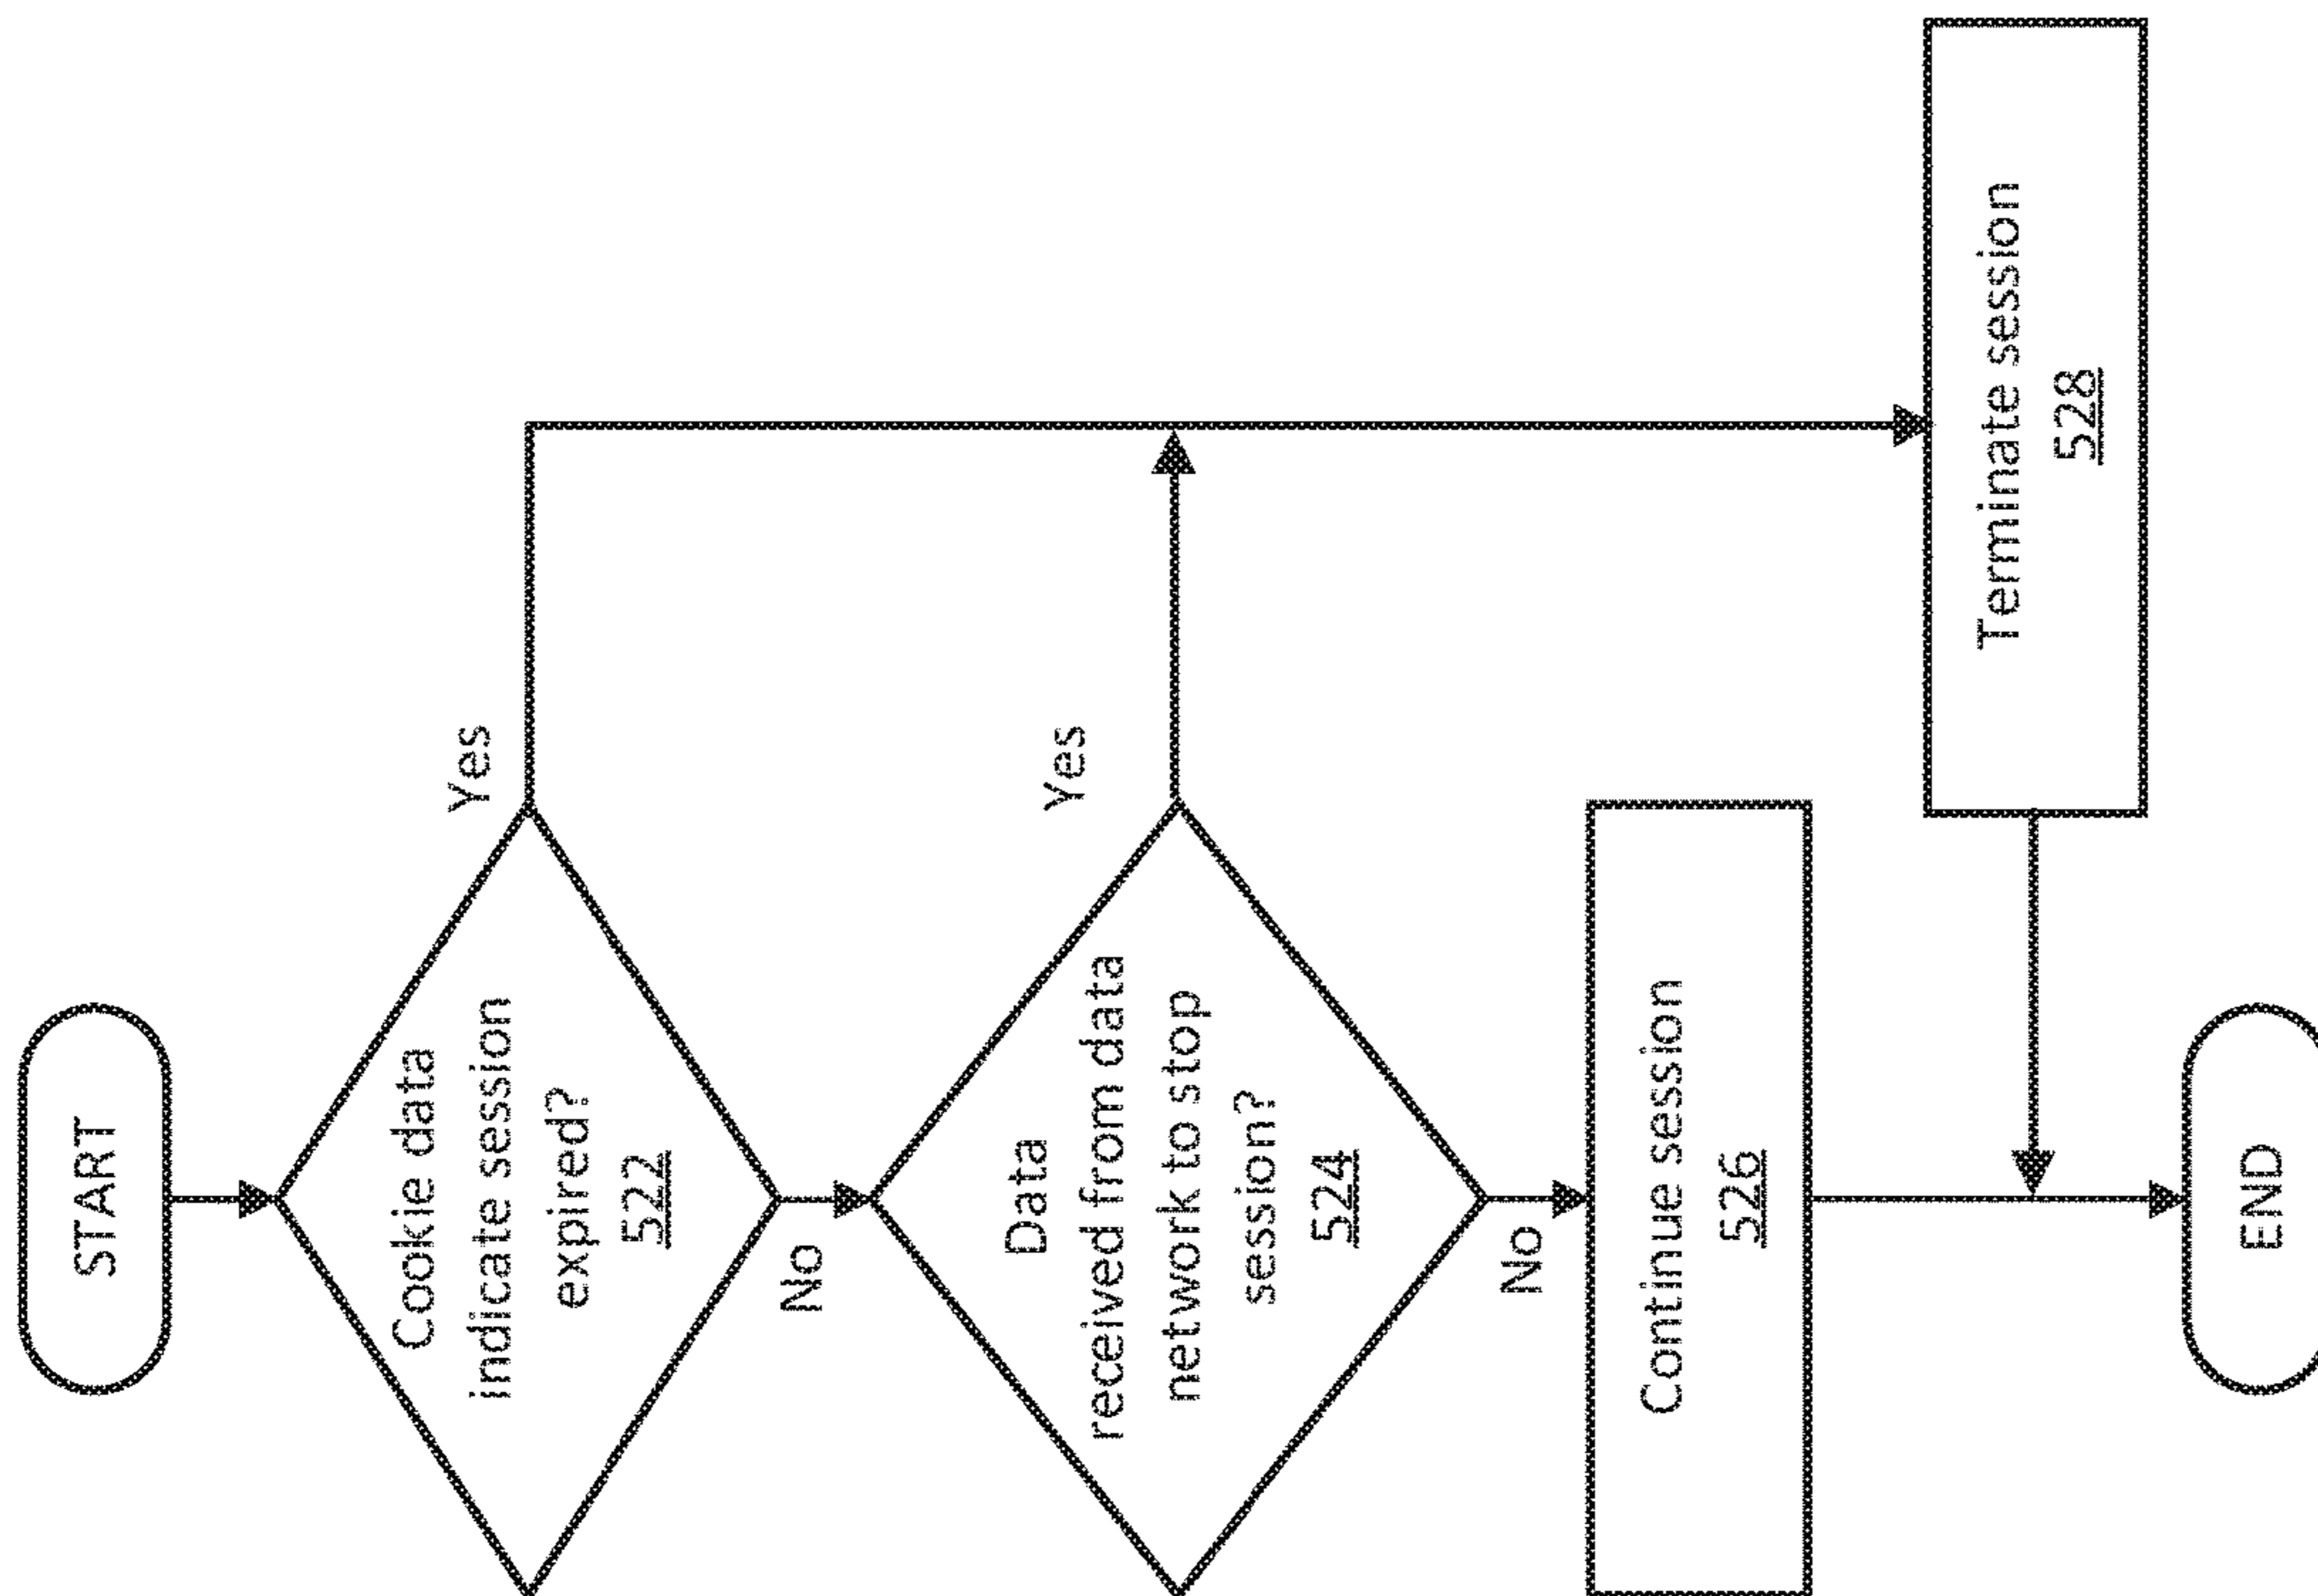 START
Cookie data
indicate session
expired?
522
Yes
No
Data
received from data
network to stop
session?
524
Yes
No
Continue session
526
Terminate session
528
END